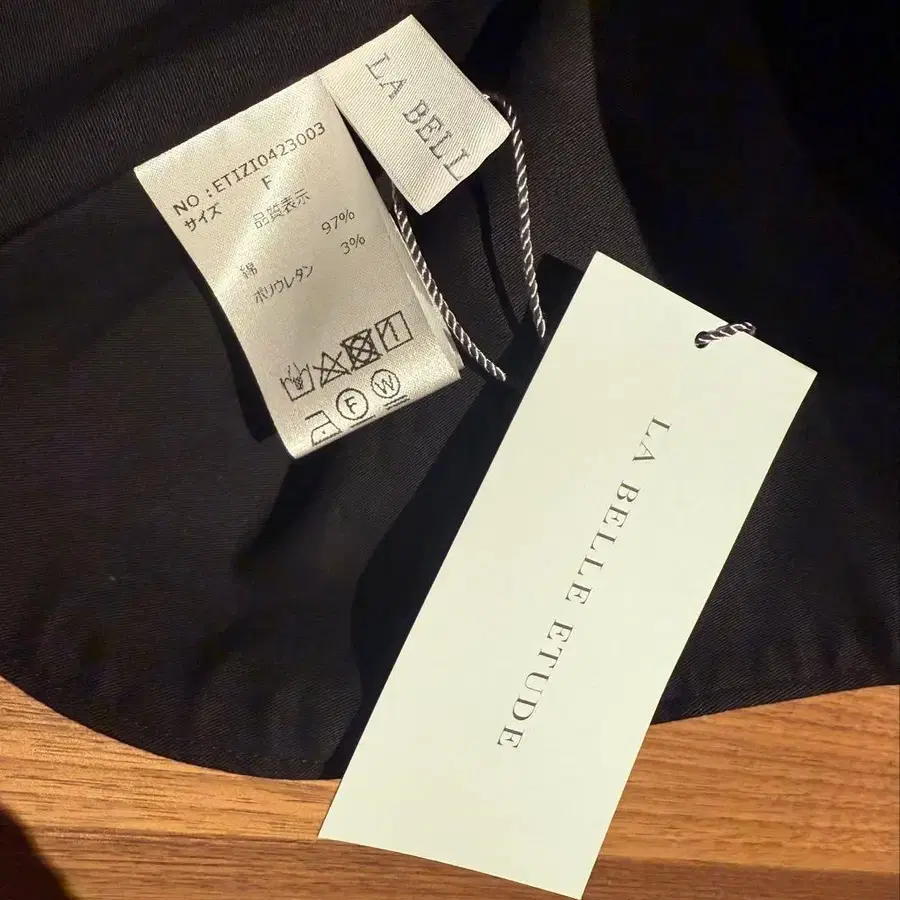 LA BELL
NO : ETIZI0423003
サイズ F
品質表示
綿 97%
ポリウレタン 3%
F W
LA BELLE ETUDE